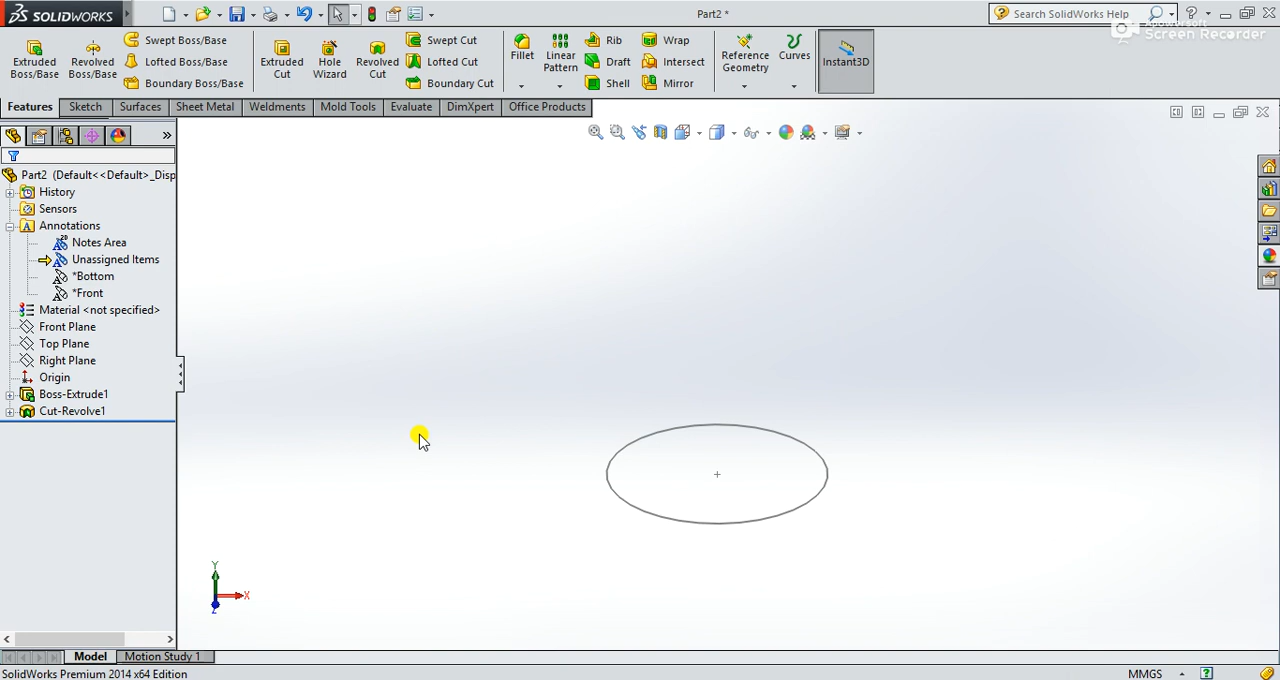 SOLIDWORKS
Part2 *
Search SolidWorks Help
Apowersoft
Screen Recorder
Extruded Boss/Base
Revolved Boss/Base
Swept Boss/Base
Lofted Boss/Base
Boundary Boss/Base
Extruded Cut
Hole Wizard
Revolved Cut
Swept Cut
Lofted Cut
Boundary Cut
Fillet
Linear Pattern
Rib
Draft
Shell
Wrap
Intersect
Mirror
Reference Geometry
Curves
Instant3D
Features Sketch Surfaces Sheet Metal Weldments Mold Tools Evaluate DimXpert Office Products
Part2 (Default<<Default>_Disp
History
Sensors
Annotations
Notes Area
Unassigned Items
*Bottom
*Front
Material <not specified>
Front Plane
Top Plane
Right Plane
Origin
Boss-Extrude1
Cut-Revolve1
Y
X
Z
Model Motion Study 1
SolidWorks Premium 2014 x64 Edition
MMGS